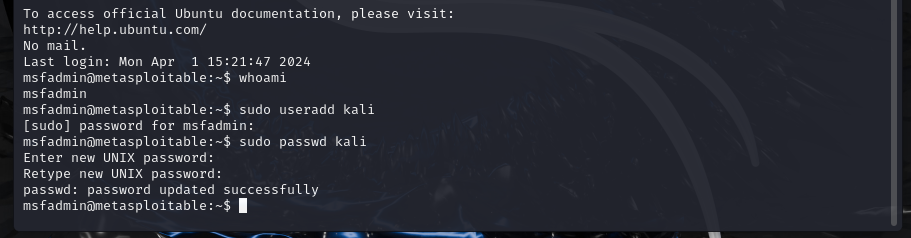 To access official Ubuntu documentation, please visit:
http://help.ubuntu.com/
No mail.
Last login: Mon Apr  1 15:21:47 2024
msfadmin@metasploitable:~$ whoami
msfadmin
msfadmin@metasploitable:~$ sudo useradd kali
[sudo] password for msfadmin:
msfadmin@metasploitable:~$ sudo passwd kali
Enter new UNIX password:
Retype new UNIX password:
passwd: password updated successfully
msfadmin@metasploitable:~$